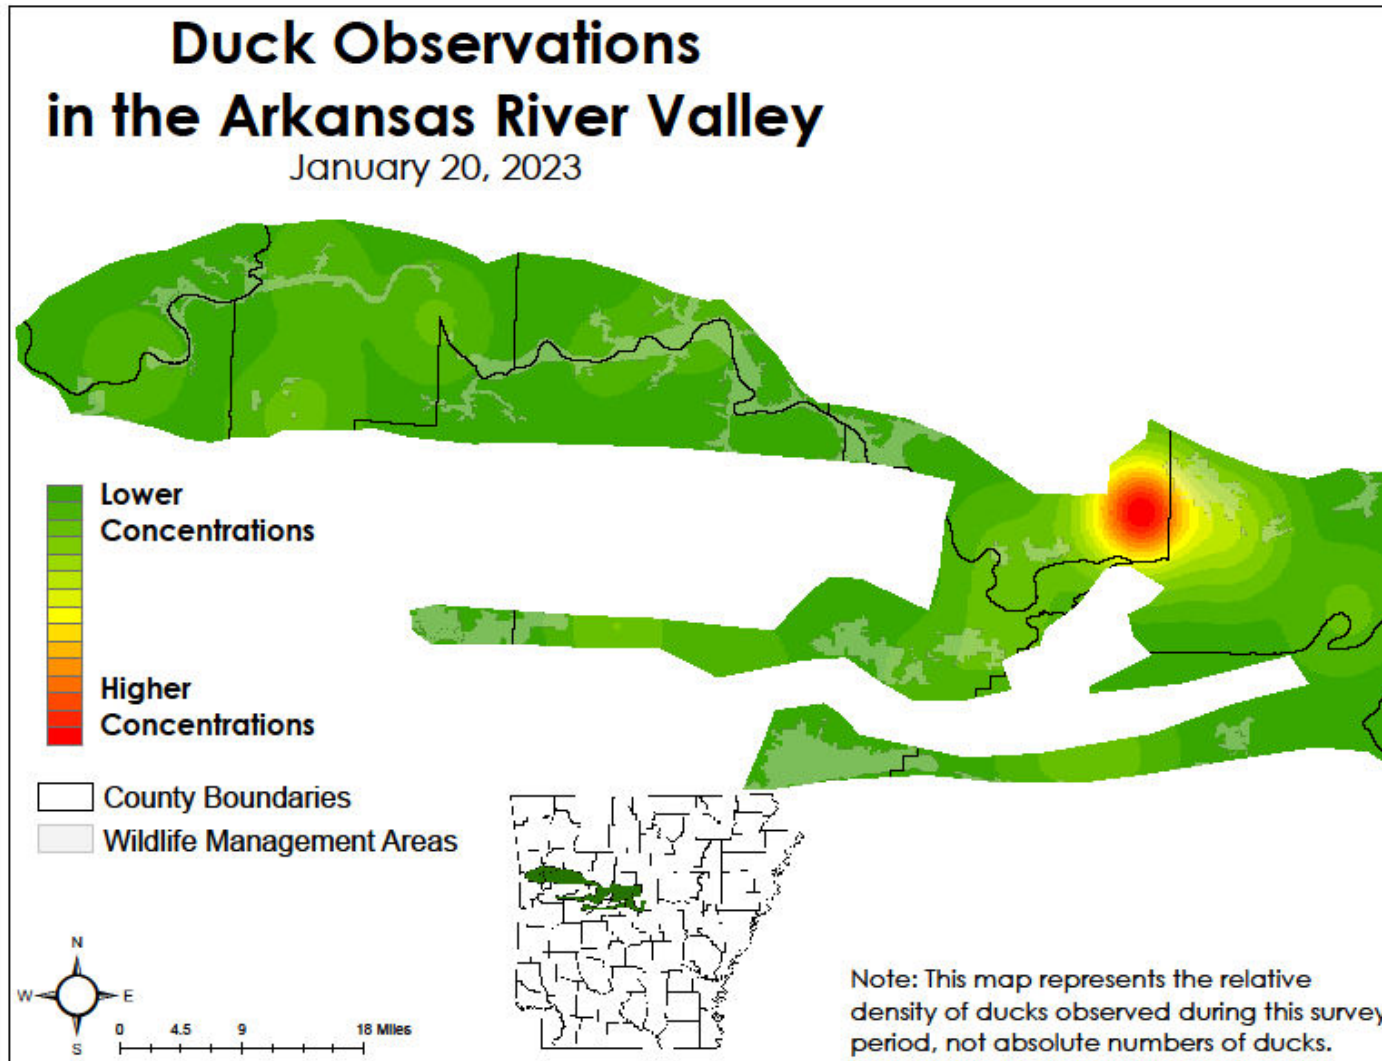 Duck Observations
in the Arkansas River Valley
January 20, 2023
Lower
Concentrations
Higher
Concentrations
County Boundaries
Wildlife Management Areas
N
W E
S
0 4.5 9 18 Miles
Note: This map represents the relative
density of ducks observed during this survey
period, not absolute numbers of ducks.